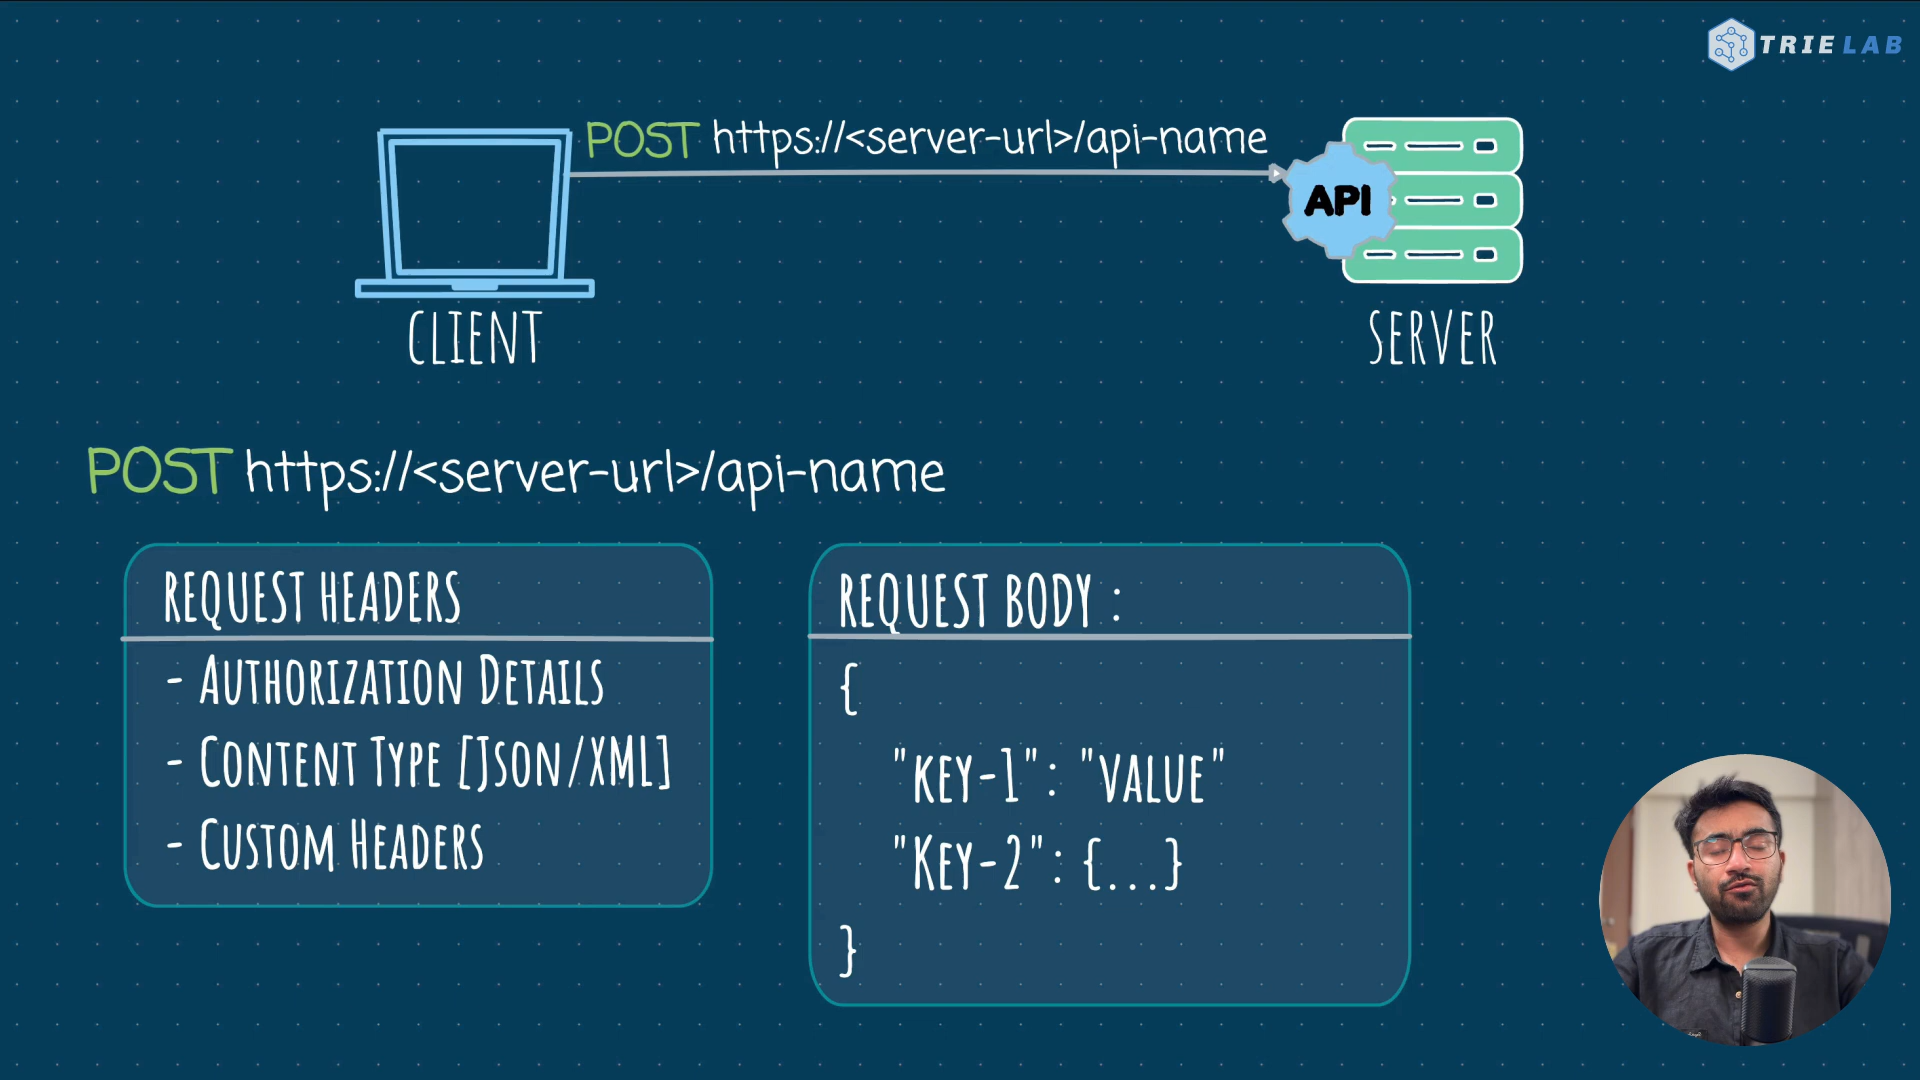 TRIE LAB
POST https://<server-url>/api-name
API
CLIENT
SERVER
POST https://<server-url>/api-name
REQUEST HEADERS
- AUTHORIZATION DETAILS
- CONTENT TYPE [JSON/XML]
- CUSTOM HEADERS
REQUEST BODY :
{
"KEY-1": "VALUE"
"KEY-2": {...}
}